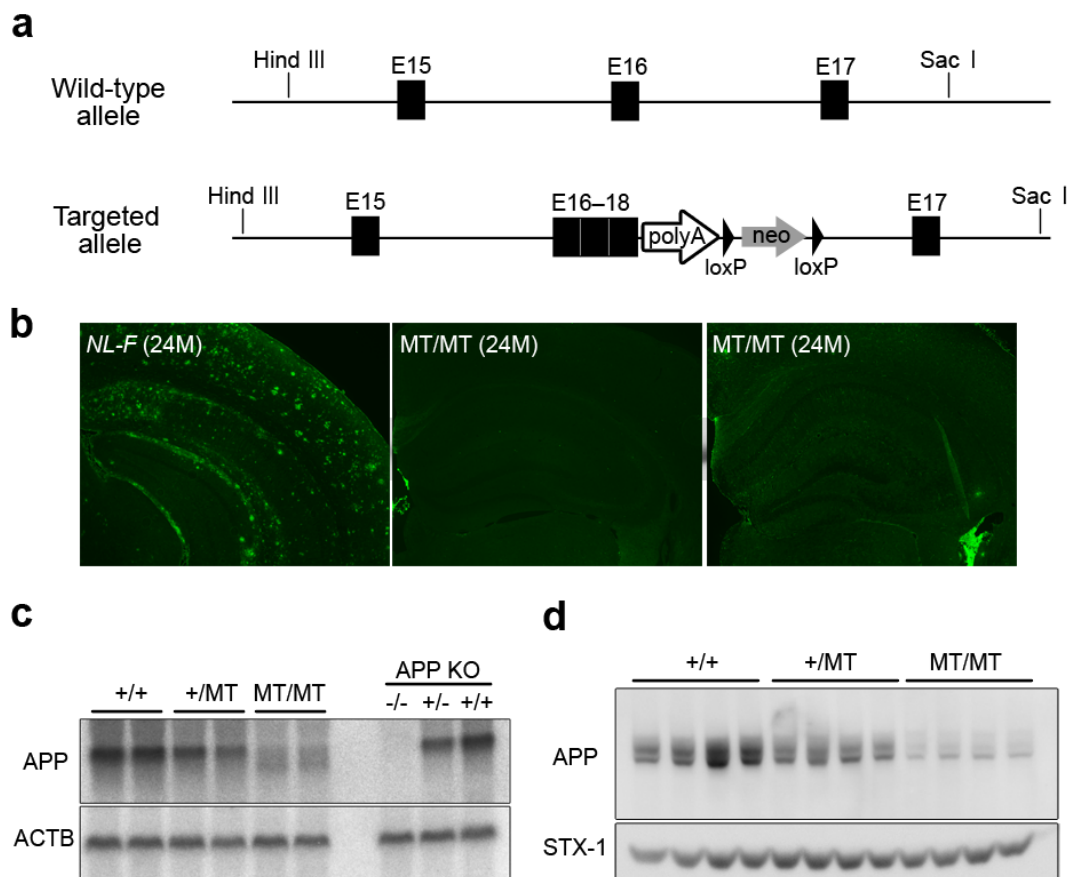 a
Hind III E15 E16 E17 Sac I
Wild-type
allele
Hind III E15 E16–18 E17 Sac I
Targeted
allele
polyA neo
loxP loxP
b
NL-F (24M) MT/MT (24M) MT/MT (24M)
c
APP KO
+/+ +/MT MT/MT -/- +/- +/+
APP
ACTB
d
+/+ +/MT MT/MT
APP
STX-1